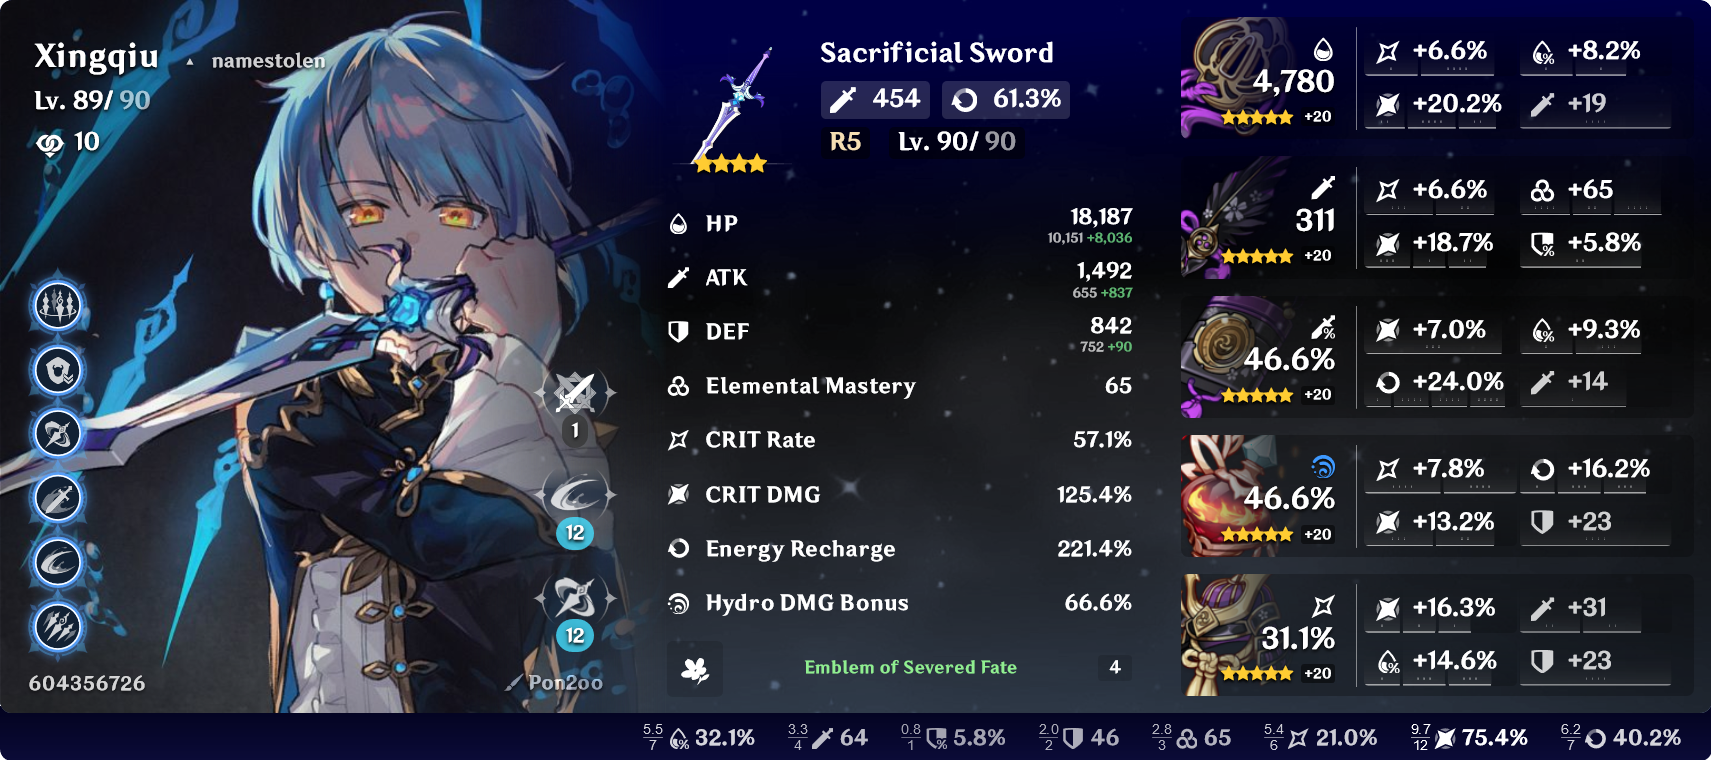 Xingqiu ▲ namestolen
Lv. 89/ 90
10
1
12
12
604356726
Pon2oo
Sacrificial Sword
454 61.3%
R5 Lv. 90/ 90
HP 18,187
10,151 +8,036
ATK 1,492
655 +837
DEF 842
752 +90
Elemental Mastery 65
CRIT Rate 57.1%
CRIT DMG 125.4%
Energy Recharge 221.4%
Hydro DMG Bonus 66.6%
Emblem of Severed Fate 4
4,780
+20
+6.6% +8.2%
+20.2% +19
311
+20
+6.6% +65
+18.7% +5.8%
46.6%
+20
+7.0% +9.3%
+24.0% +14
46.6%
+20
+7.8% +16.2%
+13.2% +23
31.1%
+20
+16.3% +31
+14.6% +23
5.5/7 32.1% 3.3/4 64 0.8/1 5.8% 2.0/2 46 2.8/3 65 5.4/6 21.0% 9.7/12 75.4% 6.2/7 40.2%